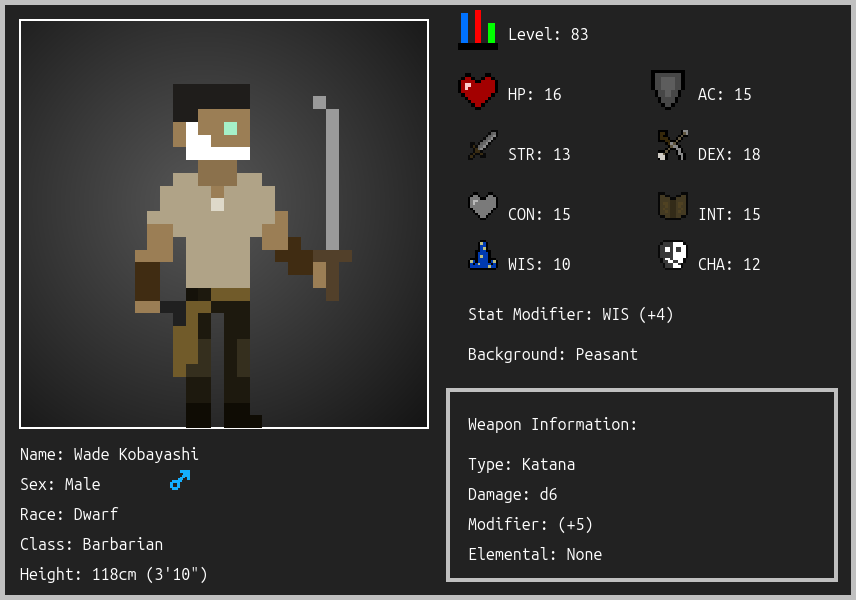 Level: 83
HP: 16
AC: 15
STR: 13
DEX: 18
CON: 15
INT: 15
WIS: 10
CHA: 12
Stat Modifier: WIS (+4)
Background: Peasant
Weapon Information:
Type: Katana
Damage: d6
Modifier: (+5)
Elemental: None
Name: Wade Kobayashi
Sex: Male
Race: Dwarf
Class: Barbarian
Height: 118cm (3'10")